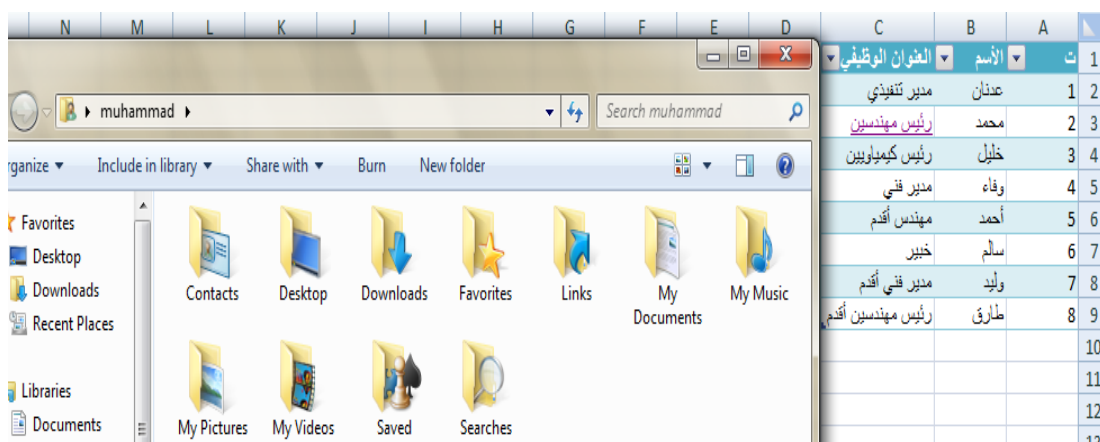 N M L K J I H G F E D C B A
muhammad
Search muhammad
rganize Include in library Share with Burn New folder
Favorites
Desktop
Downloads
Recent Places
Libraries
Documents
Contacts Desktop Downloads Favorites Links My Documents My Music
My Pictures My Videos Saved Searches
ت الأسم العنوان الوظيفي 1
1 عدنان مدير تنفيذي 2
2 محمد رئيس مهندسين 3
3 خليل رئيس كيمياويين 4
4 وفاء مدير فني 5
5 أحمد مهندس أقدم 6
6 سالم خبير 7
7 وليد مدير فني أقدم 8
8 طارق رئيس مهندسين أقدم 9
10
11
12